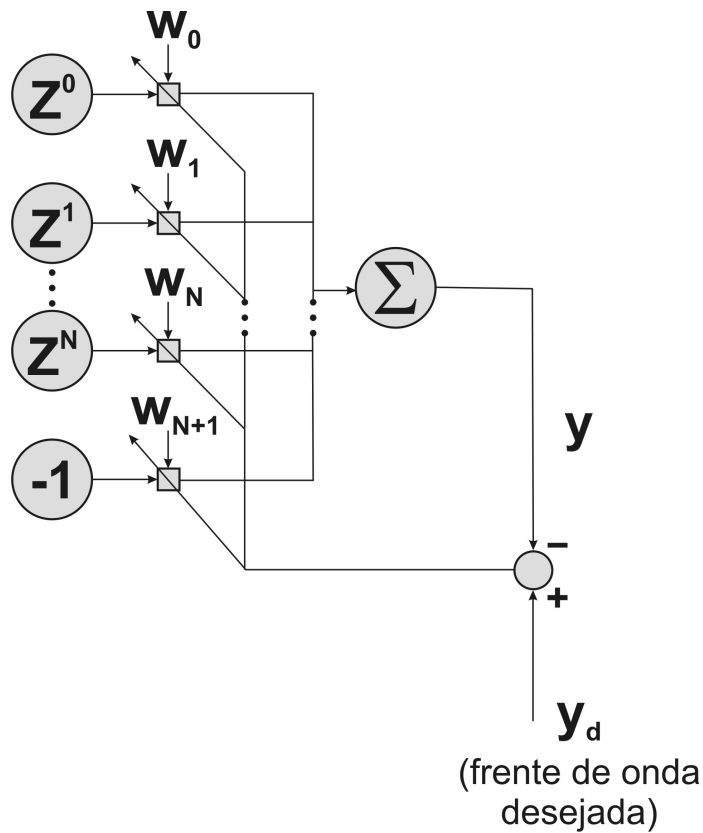 w0
Z0
w1
Z1
wN
ZN
wN+1
-1
Σ
y
−
+
yd
(frente de onda
desejada)